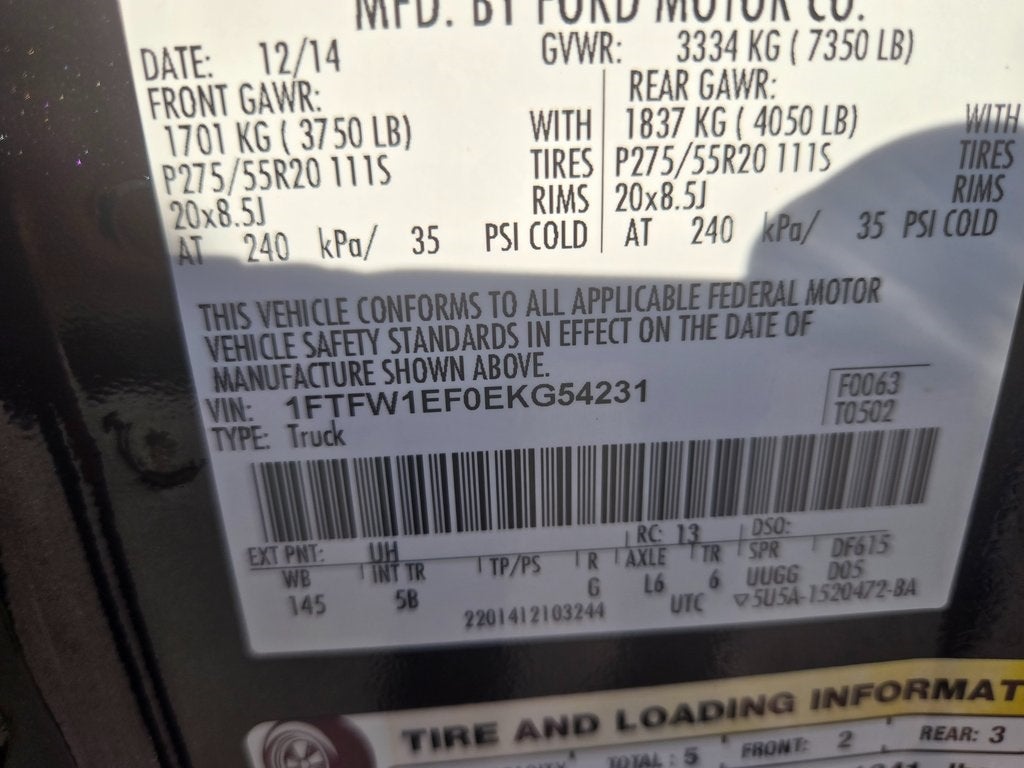 MFD. BY FORD MOTOR CO.
DATE: 12/14 GVWR: 3334 KG ( 7350 LB)
FRONT GAWR: REAR GAWR:
1701 KG ( 3750 LB) WITH 1837 KG ( 4050 LB) WITH
P275/55R20 111S TIRES P275/55R20 111S TIRES
20x8.5J RIMS 20x8.5J RIMS
AT 240 kPa/ 35 PSI COLD AT 240 kPa/ 35 PSI COLD
THIS VEHICLE CONFORMS TO ALL APPLICABLE FEDERAL MOTOR
VEHICLE SAFETY STANDARDS IN EFFECT ON THE DATE OF
MANUFACTURE SHOWN ABOVE.
VIN: 1FTFW1EF0EKG54231 F0063
TYPE: Truck T0502
EXT PNT: UH RC: 13 DSO:
WB INT TR TP/PS R AXLE TR SPR DF615
145 5B G L6 6 UUGG D05
2201412103244 UTC ▽5U5A-1520472-BA
TIRE AND LOADING INFORMAT
TOTAL : 5 FRONT: 2 REAR: 3